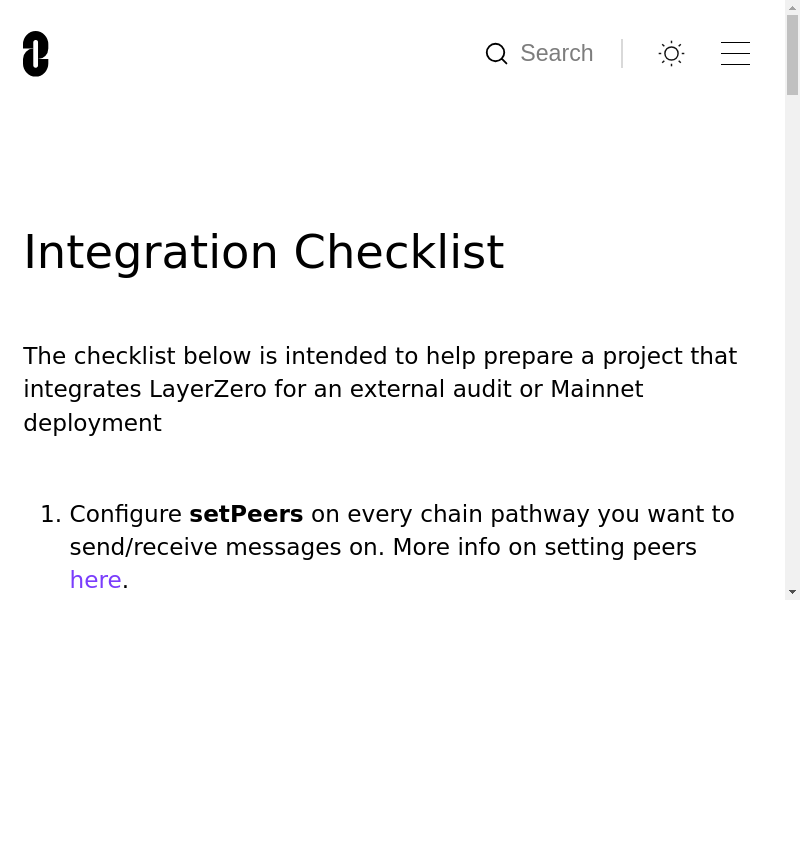 Search
Integration Checklist
The checklist below is intended to help prepare a project that
integrates LayerZero for an external audit or Mainnet
deployment
1. Configure setPeers on every chain pathway you want to
send/receive messages on. More info on setting peers
here.